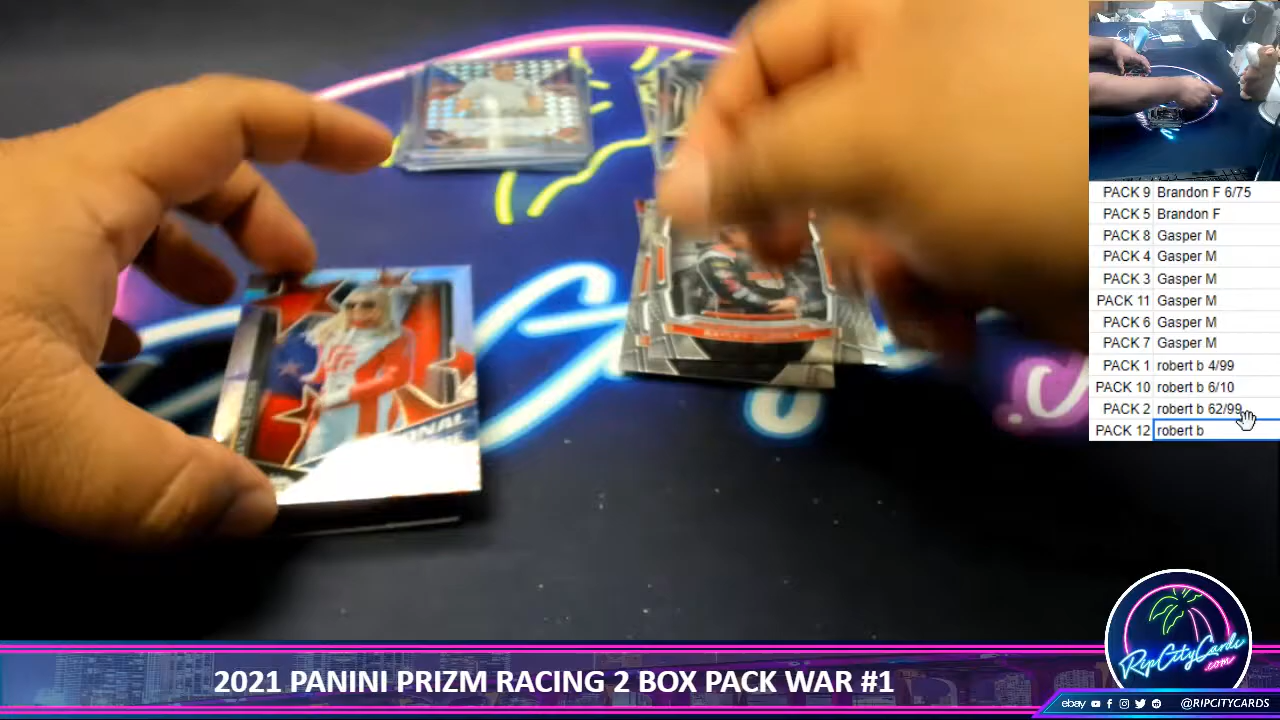 PACK 9 Brandon F 6/75
PACK 5 Brandon F
PACK 8 Gasper M
PACK 4 Gasper M
PACK 3 Gasper M
PACK 11 Gasper M
PACK 6 Gasper M
PACK 7 Gasper M
PACK 1 robert b 4/99
PACK 10 robert b 6/10
PACK 2 robert b 62/99
PACK 12 robert b
RipCityCards
.com
2021 PANINI PRIZM RACING 2 BOX PACK WAR #1
ebay @RIPCITYCARDS